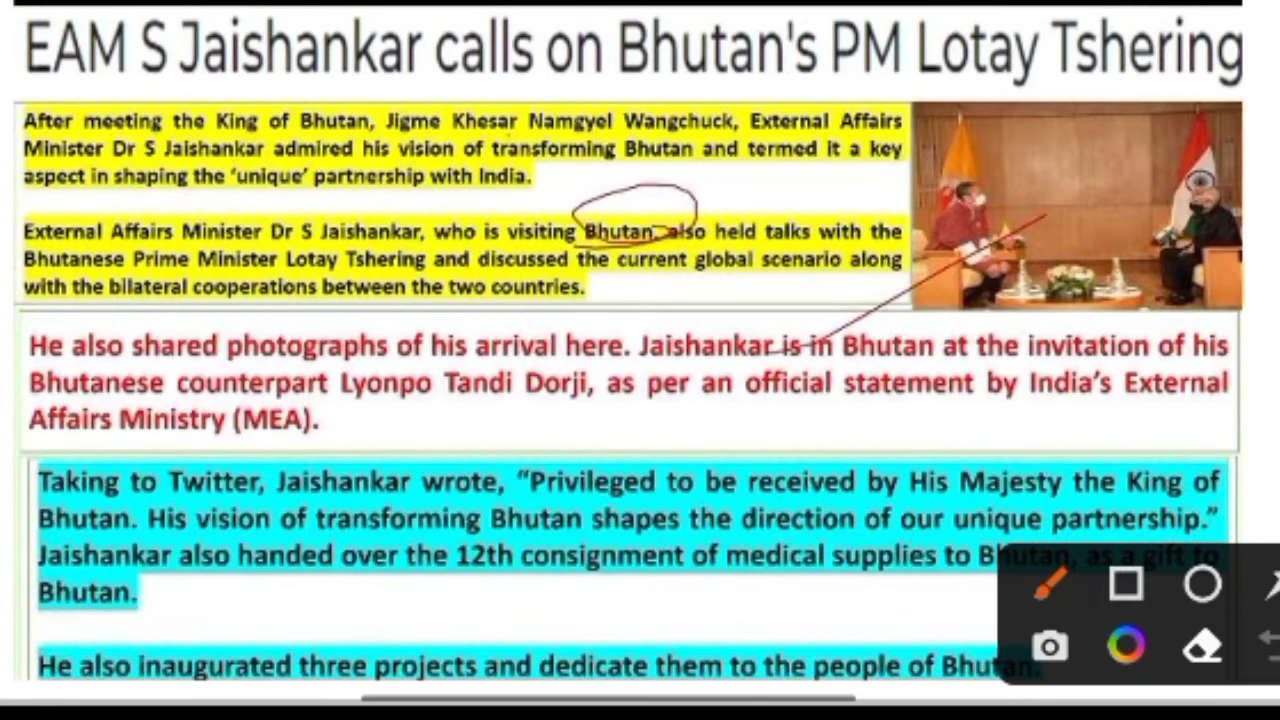 EAM S Jaishankar calls on Bhutan's PM Lotay Tshering
After meeting the King of Bhutan, Jigme Khesar Namgyel Wangchuck, External Affairs
Minister Dr S Jaishankar admired his vision of transforming Bhutan and termed it a key
aspect in shaping the ‘unique’ partnership with India.
External Affairs Minister Dr S Jaishankar, who is visiting Bhutan, also held talks with the
Bhutanese Prime Minister Lotay Tshering and discussed the current global scenario along
with the bilateral cooperations between the two countries.
He also shared photographs of his arrival here. Jaishankar is in Bhutan at the invitation of his
Bhutanese counterpart Lyonpo Tandi Dorji, as per an official statement by India’s External
Affairs Ministry (MEA).
Taking to Twitter, Jaishankar wrote, “Privileged to be received by His Majesty the King of
Bhutan. His vision of transforming Bhutan shapes the direction of our unique partnership.”
Jaishankar also handed over the 12th consignment of medical supplies to Bhutan, as a gift to
Bhutan.
He also inaugurated three projects and dedicate them to the people of Bhutan.